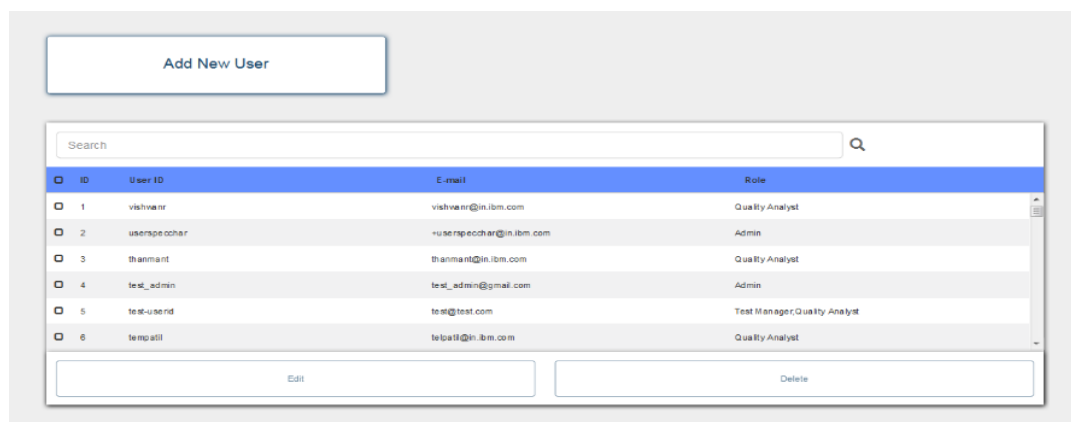 Add New User
Search
ID User ID E-mail Role
1 vishwanr vishwanr@in.ibm.com Quality Analyst
2 userspecchar +userspecchar@in.ibm.com Admin
3 thanmant thanmant@in.ibm.com Quality Analyst
4 test_admin test_admin@gmail.com Admin
5 test-userid test@test.com Test Manager,Quality Analyst
6 tempatil telpatil@in.ibm.com Quality Analyst
Edit Delete